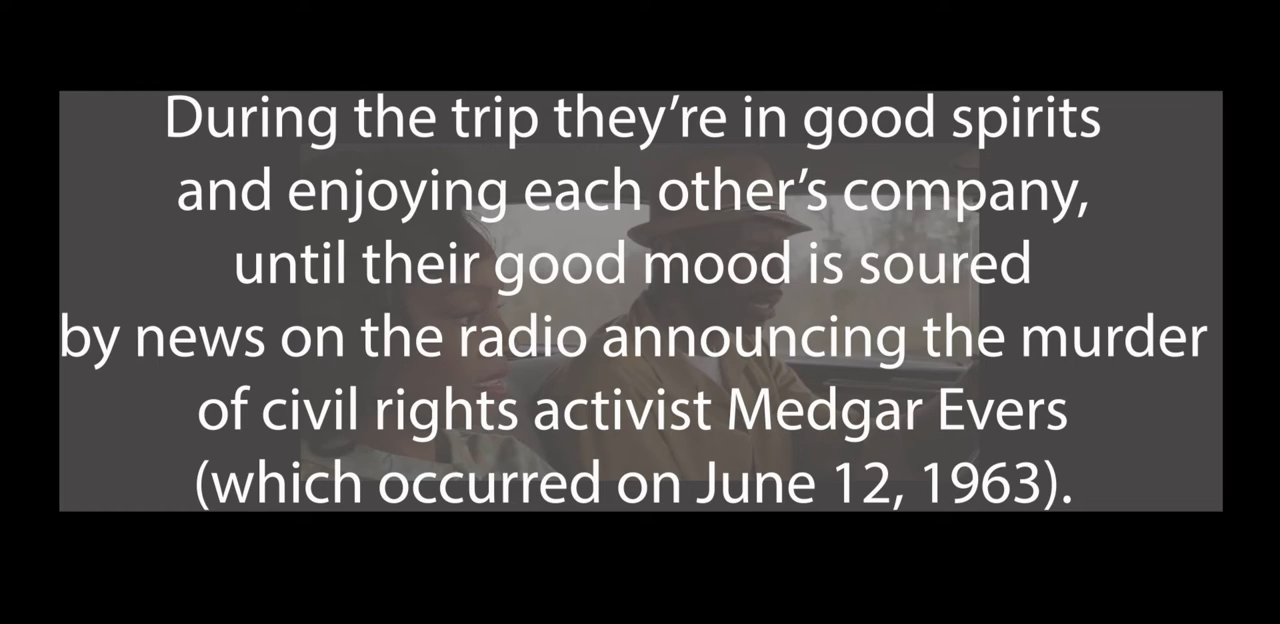 During the trip they’re in good spirits
and enjoying each other’s company,
until their good mood is soured
by news on the radio announcing the murder
of civil rights activist Medgar Evers
(which occurred on June 12, 1963).